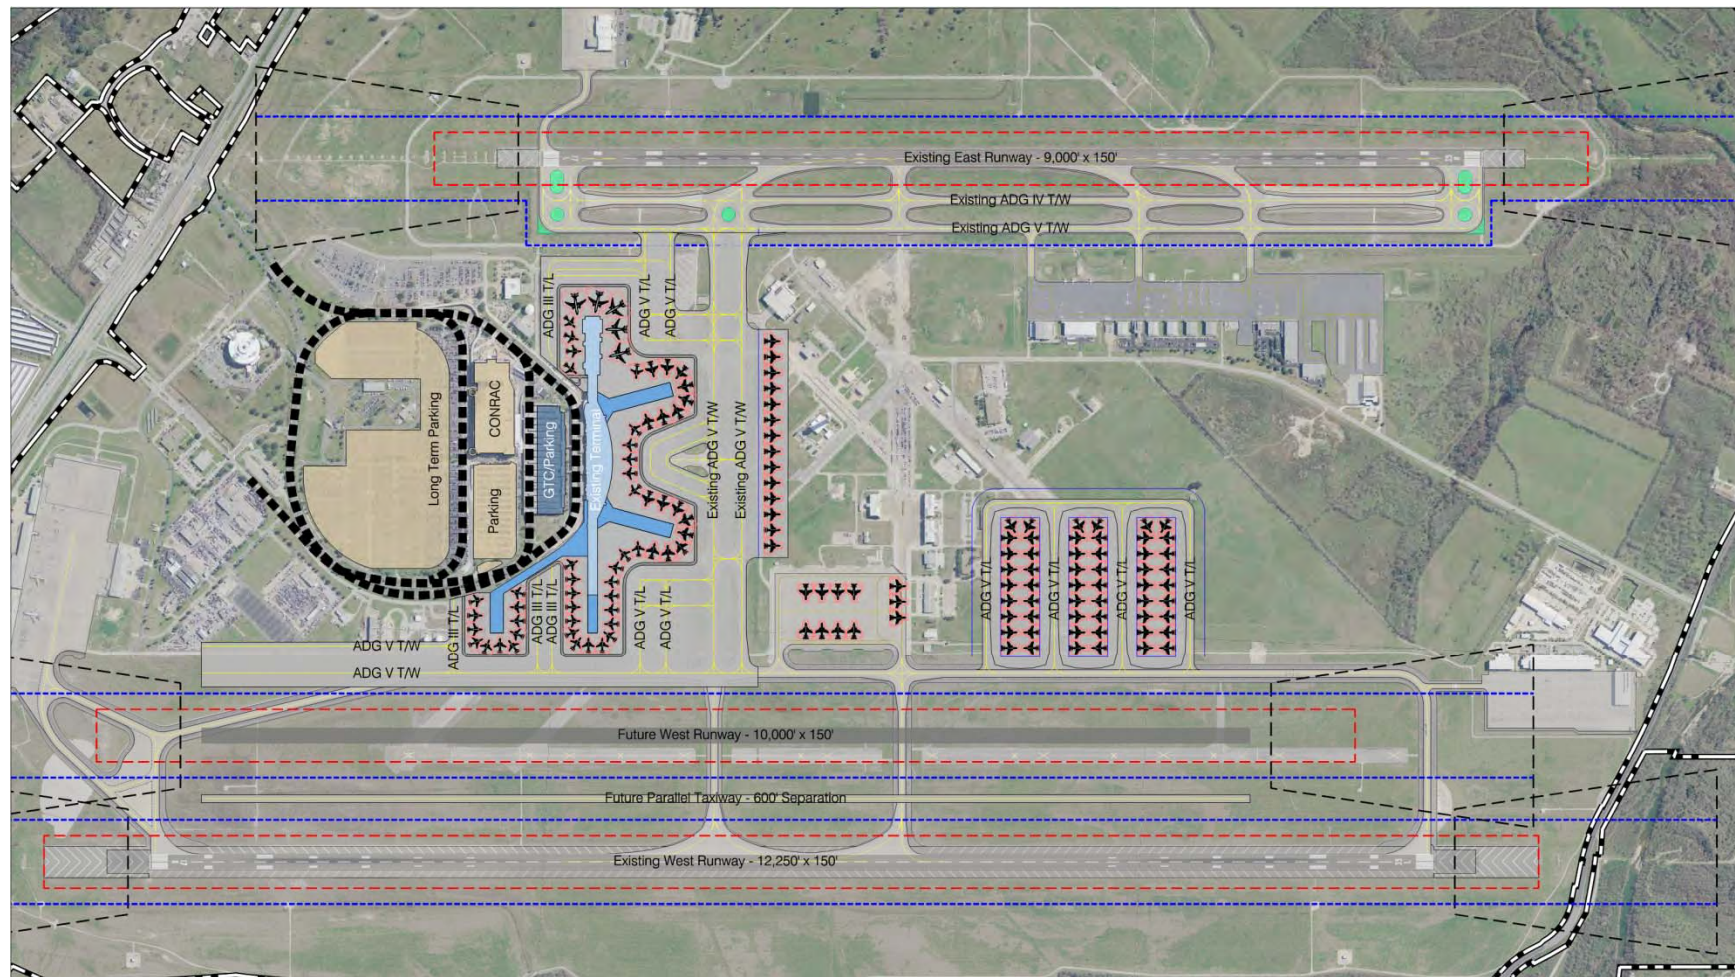 Existing East Runway - 9,000' x 150'
Existing ADG IV T/W
Existing ADG V T/W
ADG III T/L
ADG V T/L
ADG V T/L
Long Term Parking
CONRAC
Parking
GTC/Parking
Existing Terminal
Existing ADG V T/W
Existing ADG V T/W
ADG III T/L
ADG III T/L
ADG III T/L
ADG V T/L
ADG V T/L
ADG V T/L
ADG V T/L
ADG V T/L
ADG V T/L
ADG V T/W
ADG V T/W
Future West Runway - 10,000' x 150'
Future Parallel Taxiway - 600' Separation
Existing West Runway - 12,250' x 150'